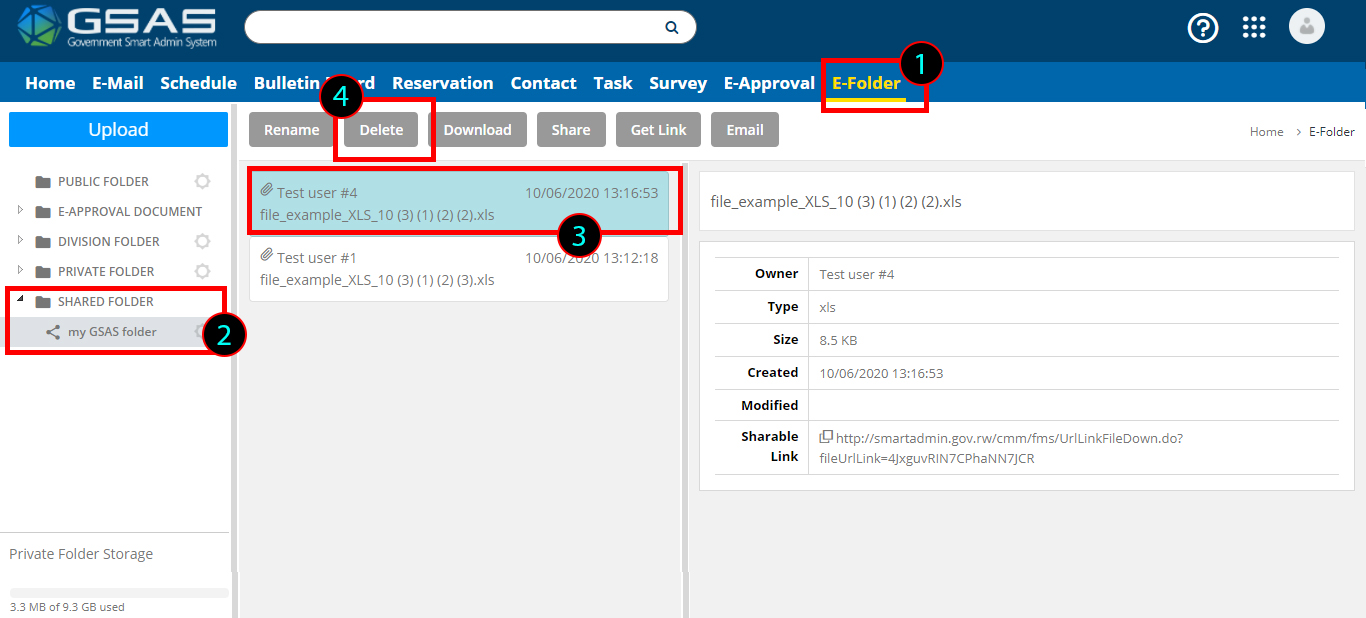 GSAS
Government Smart Admin System
1
Home E-Mail Schedule Bulletin rd Reservation Contact Task Survey E-Approval E-Folder
4
Upload
Rename Delete Download Share Get Link Email
Home > E-Folder
PUBLIC FOLDER
E-APPROVAL DOCUMENT
DIVISION FOLDER
PRIVATE FOLDER
SHARED FOLDER
my GSAS folder
2
Private Folder Storage
3.3 MB of 9.3 GB used
Test user #4 10/06/2020 13:16:53
file_example_XLS_10 (3) (1) (2) (2).xls
3
Test user #1 10/06/2020 13:12:18
file_example_XLS_10 (3) (1) (2) (3).xls
file_example_XLS_10 (3) (1) (2) (2).xls
Owner Test user #4
Type xls
Size 8.5 KB
Created 10/06/2020 13:16:53
Modified
Sharable http://smartadmin.gov.rw/cmm/fms/UrlLinkFileDown.do?
Link fileUrlLink=4JxguvRIN7CPhaNN7JCR